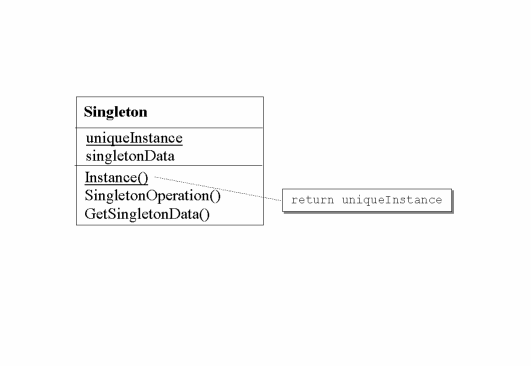 Singleton
uniqueInstance
singletonData
Instance()
SingletonOperation()
GetSingletonData()
return uniqueInstance